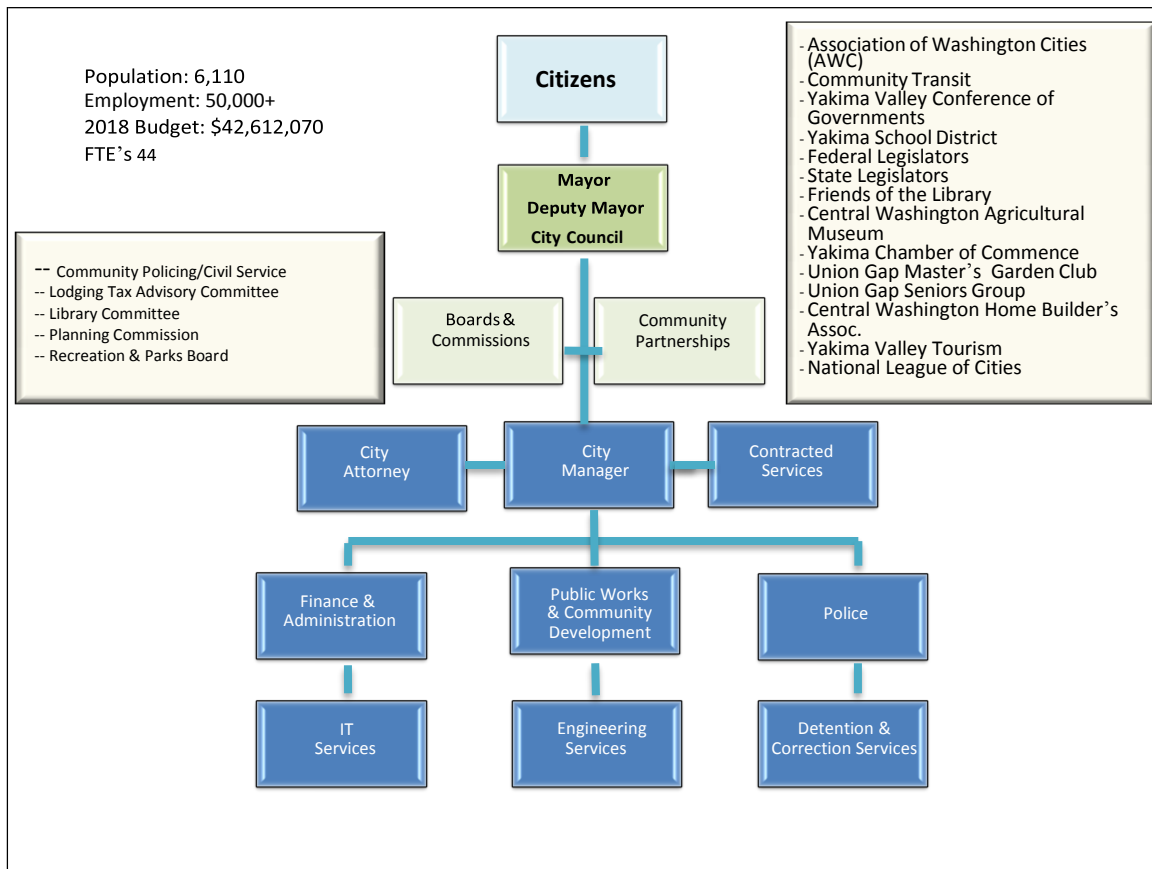 Population: 6,110
Employment: 50,000+
2018 Budget: $42,612,070
FTE's 44
Citizens
- Association of Washington Cities
(AWC)
- Community Transit
- Yakima Valley Conference of
Governments
- Yakima School District
- Federal Legislators
- State Legislators
- Friends of the Library
- Central Washington Agricultural
Museum
- Yakima Chamber of Commerce
- Union Gap Master's Garden Club
- Union Gap Seniors Group
- Central Washington Home Builder's
Assoc.
- Yakima Valley Tourism
- National League of Cities
Mayor
Deputy Mayor
City Council
-- Community Policing/Civil Service
-- Lodging Tax Advisory Committee
-- Library Committee
-- Planning Commission
-- Recreation & Parks Board
Boards &
Commissions
Community
Partnerships
City
Attorney
City
Manager
Contracted
Services
Finance &
Administration
Public Works
& Community
Development
Police
IT
Services
Engineering
Services
Detention &
Correction Services